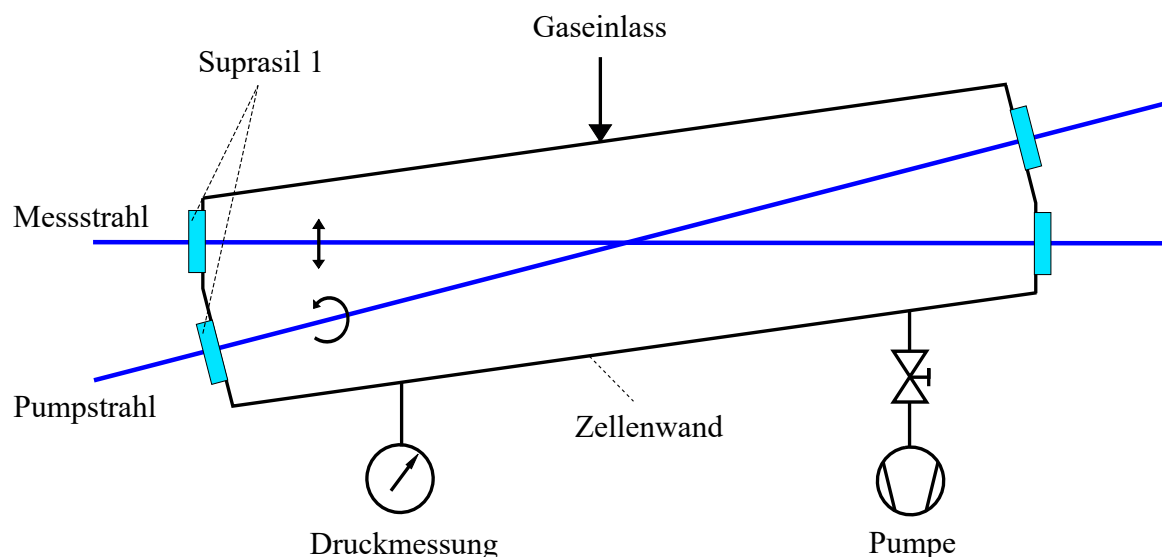 Gaseinlass
Suprasil 1
Messstrahl
Pumpstrahl
Zellenwand
Druckmessung
Pumpe